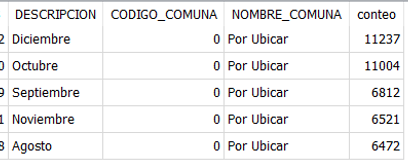 DESCRIPCION CODIGO_COMUNA NOMBRE_COMUNA conteo
2 Diciembre 0 Por Ubicar 11237
0 Octubre 0 Por Ubicar 11004
9 Septiembre 0 Por Ubicar 6812
1 Noviembre 0 Por Ubicar 6521
8 Agosto 0 Por Ubicar 6472